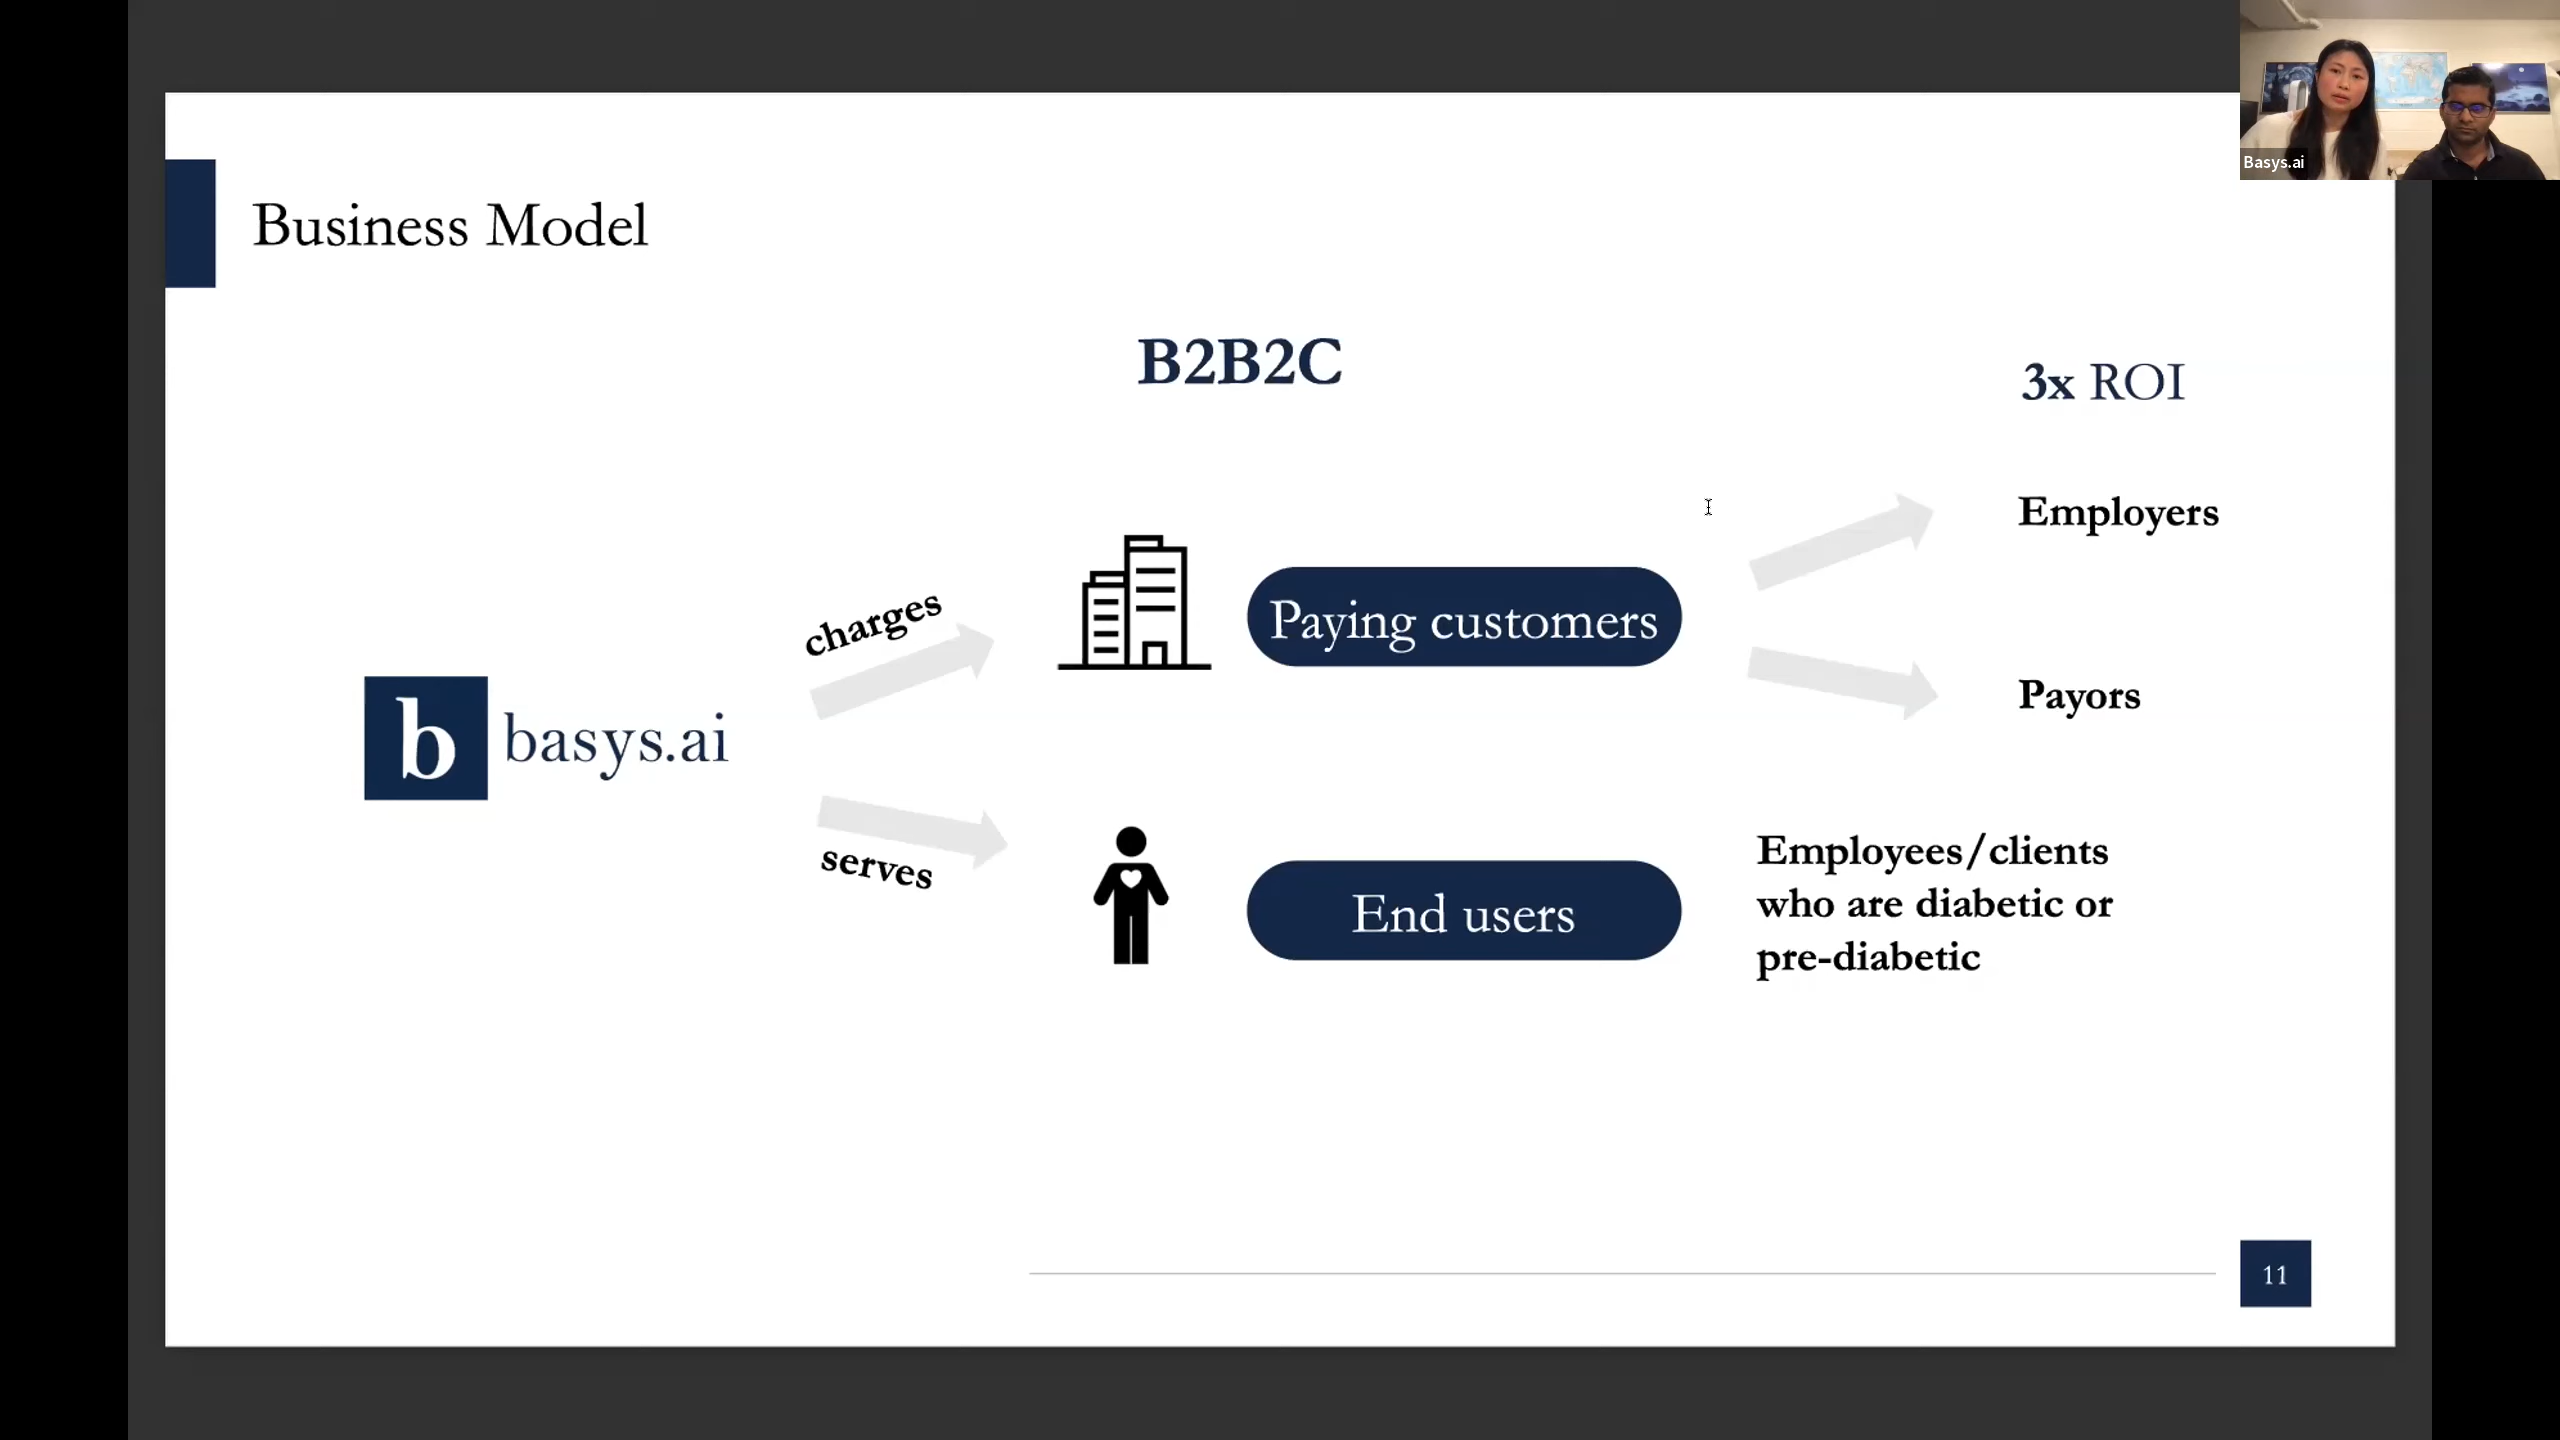 Basys.ai
Business Model
B2B2C
3x ROI
Employers
charges
Paying customers
Payors
b basys.ai
serves
End users
Employees/clients
who are diabetic or
pre-diabetic
11